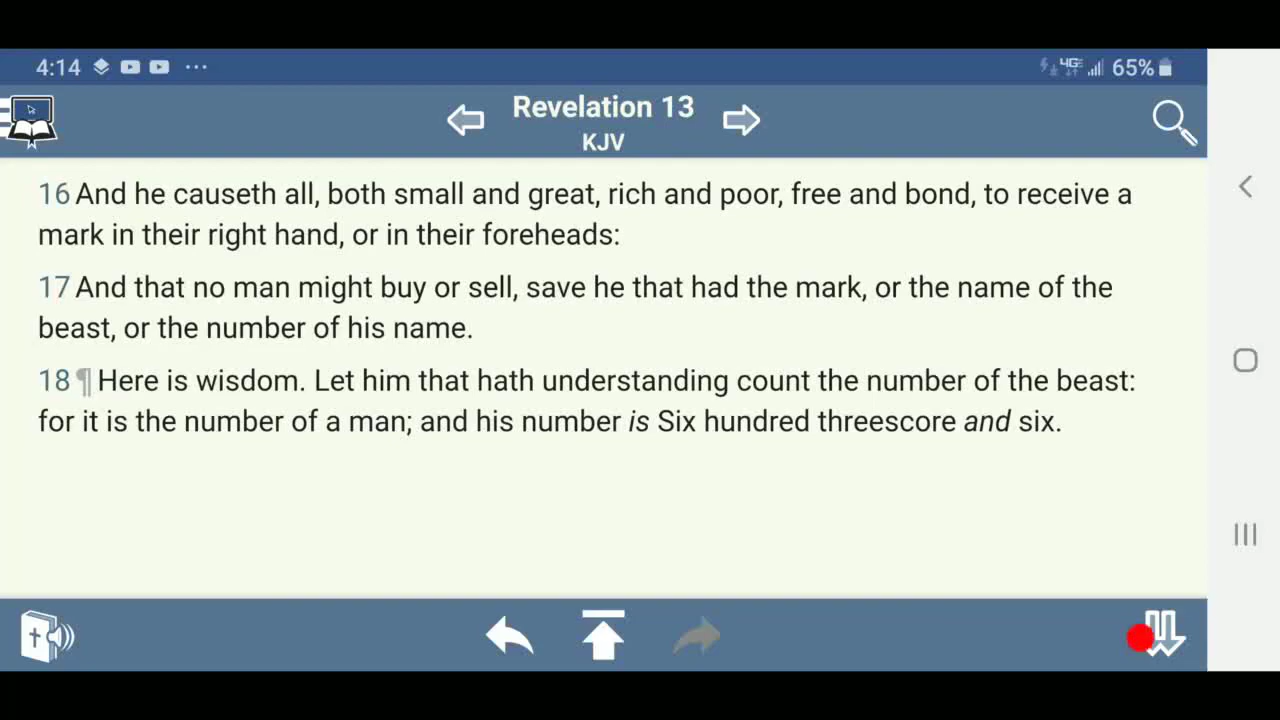 4:14 ... 4G 65%
Revelation 13
KJV
16 And he causeth all, both small and great, rich and poor, free and bond, to receive a
mark in their right hand, or in their foreheads:
17 And that no man might buy or sell, save he that had the mark, or the name of the
beast, or the number of his name.
18 ¶ Here is wisdom. Let him that hath understanding count the number of the beast:
for it is the number of a man; and his number is Six hundred threescore and six.